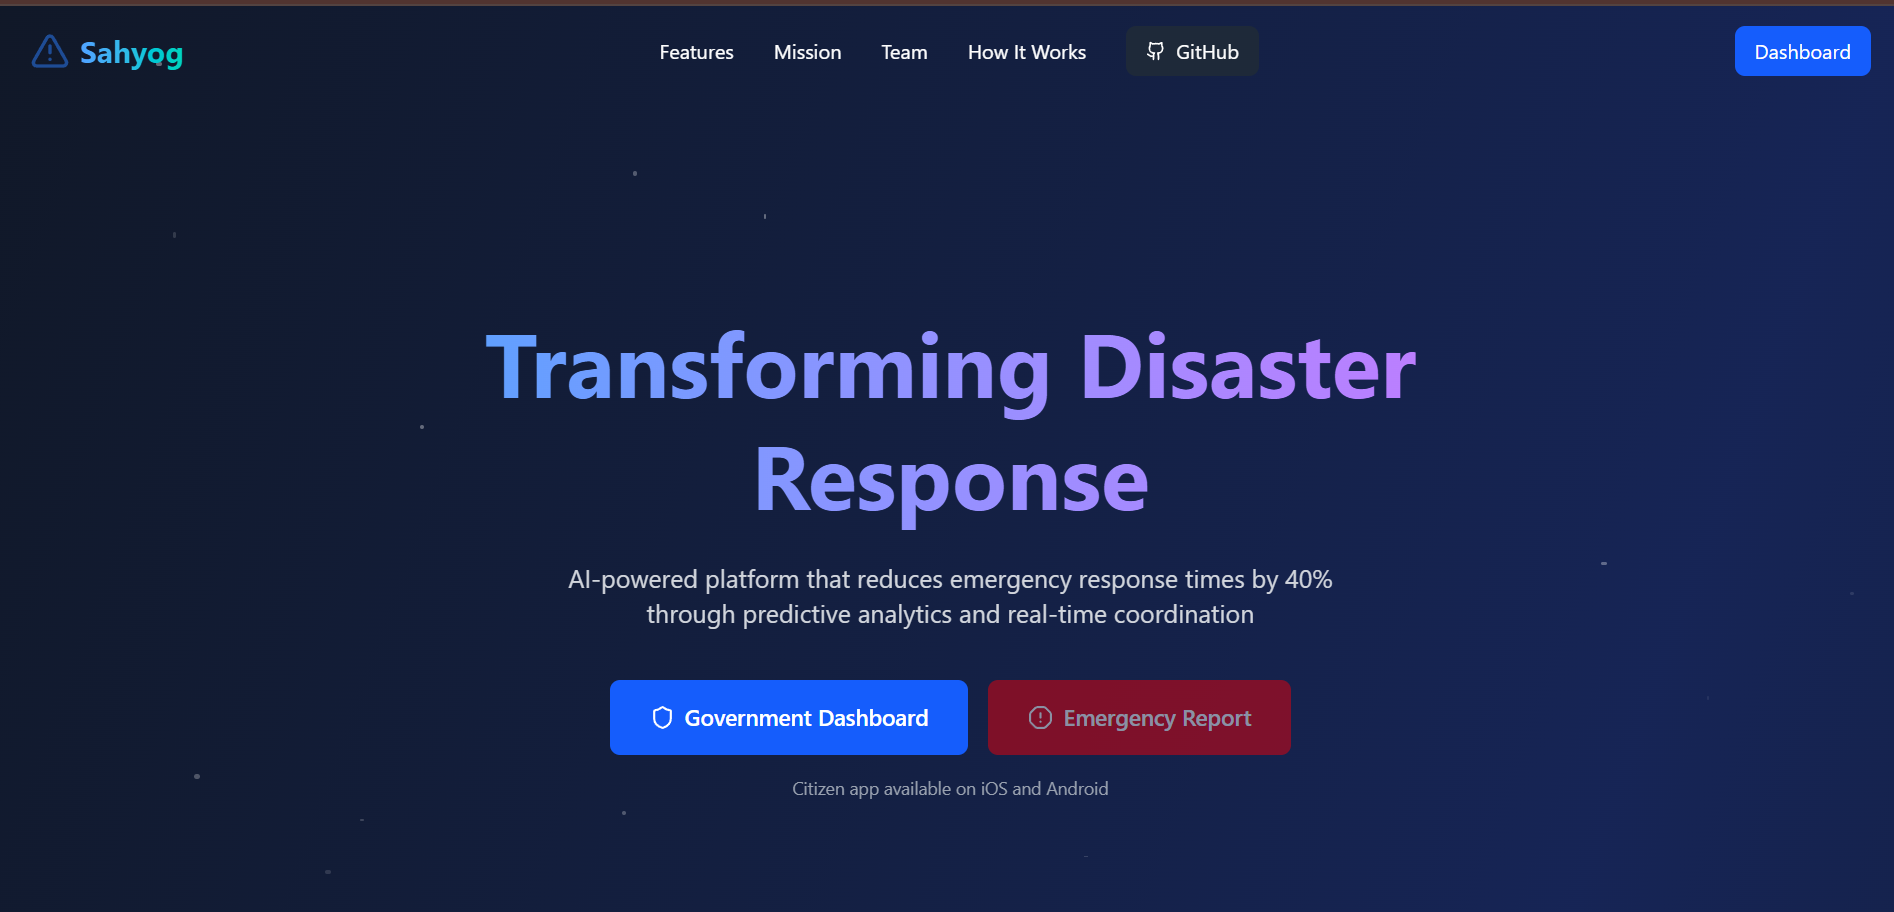 Sahyog
Features
Mission
Team
How It Works
GitHub
Dashboard
Transforming Disaster
Response
AI-powered platform that reduces emergency response times by 40%
through predictive analytics and real-time coordination
Government Dashboard
Emergency Report
Citizen app available on iOS and Android